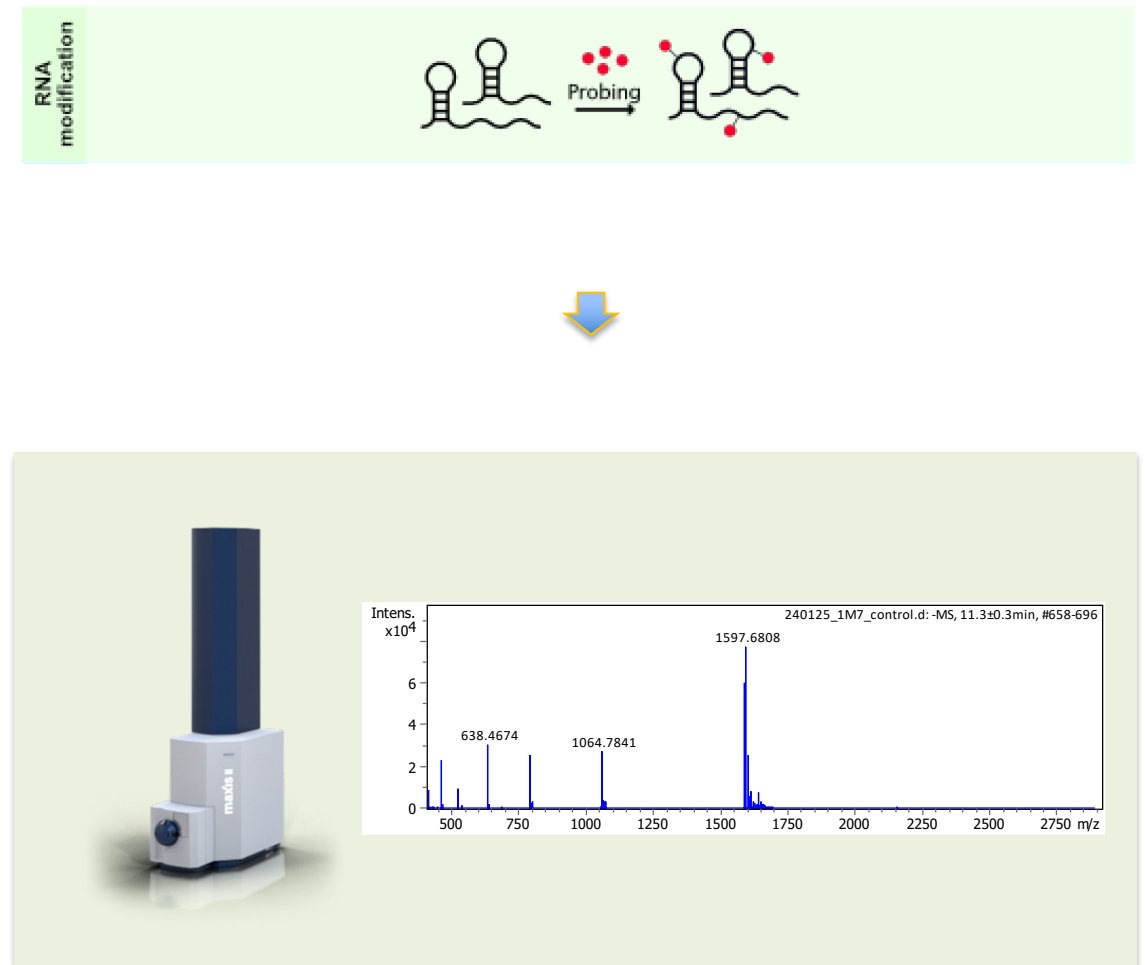 RNA
modification
Probing
maxis II
Intens.
x10⁴
240125_1M7_control.d: -MS, 11.3±0.3min, #658-696
1597.6808
6
638.4674
1064.7841
4
2
0
500 750 1000 1250 1500 1750 2000 2250 2500 2750 m/z